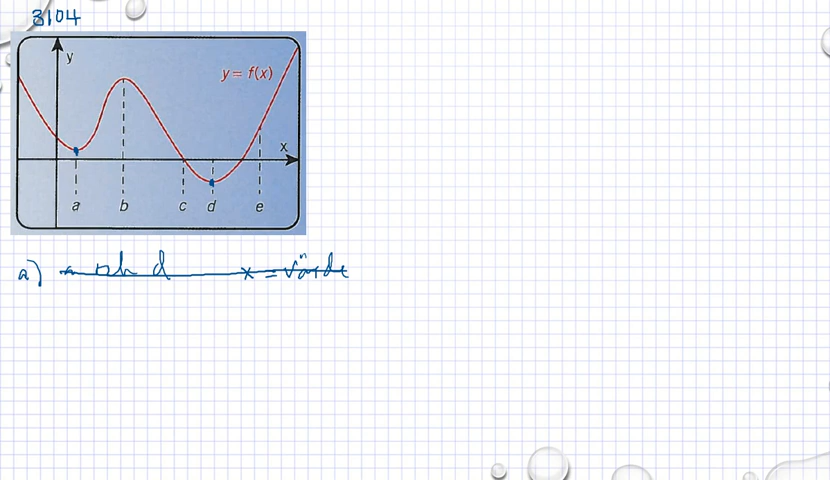 3104
y
y = f(x)
x
a b c d e
a) a och d x = värde